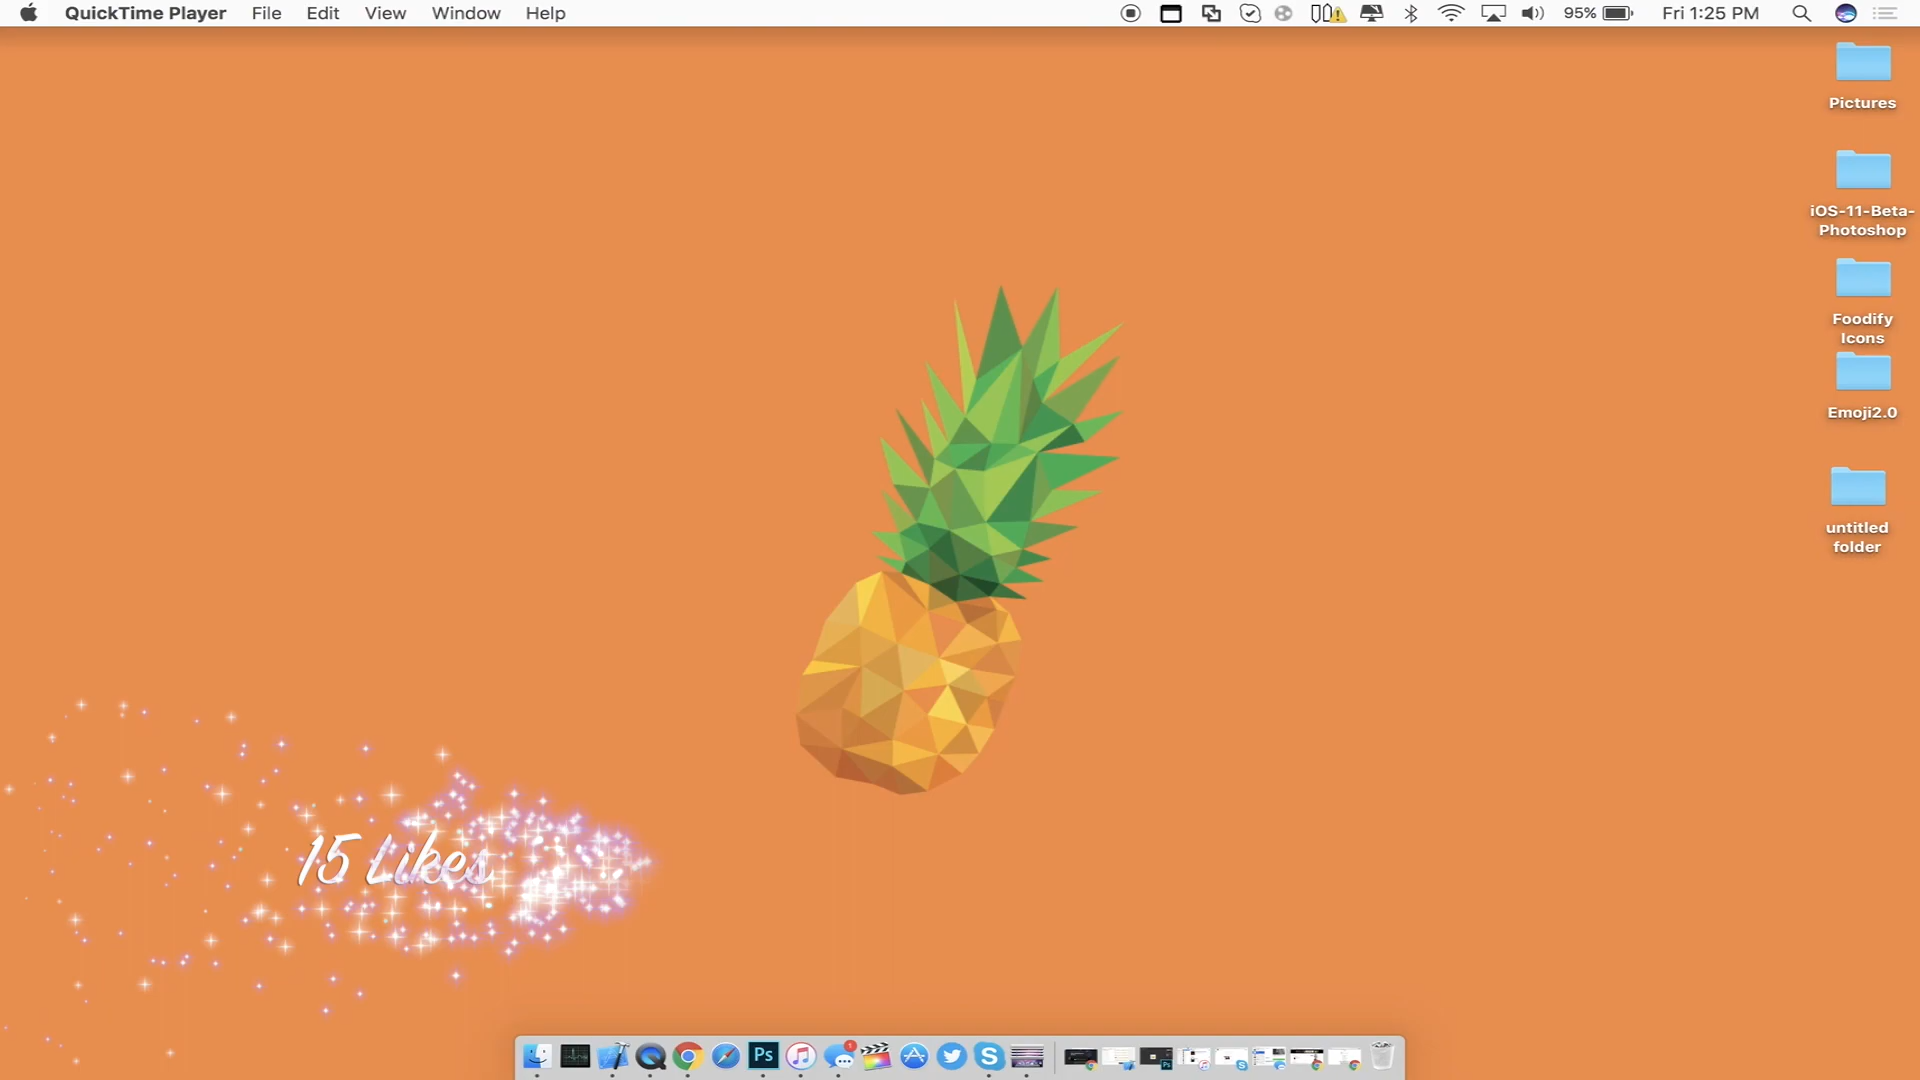 QuickTime Player File Edit View Window Help 95% Fri 1:25 PM
Pictures
iOS-11-Beta-
Photoshop
Foodify
Icons
Emoji2.0
untitled
folder
15 Likes
Ps
1